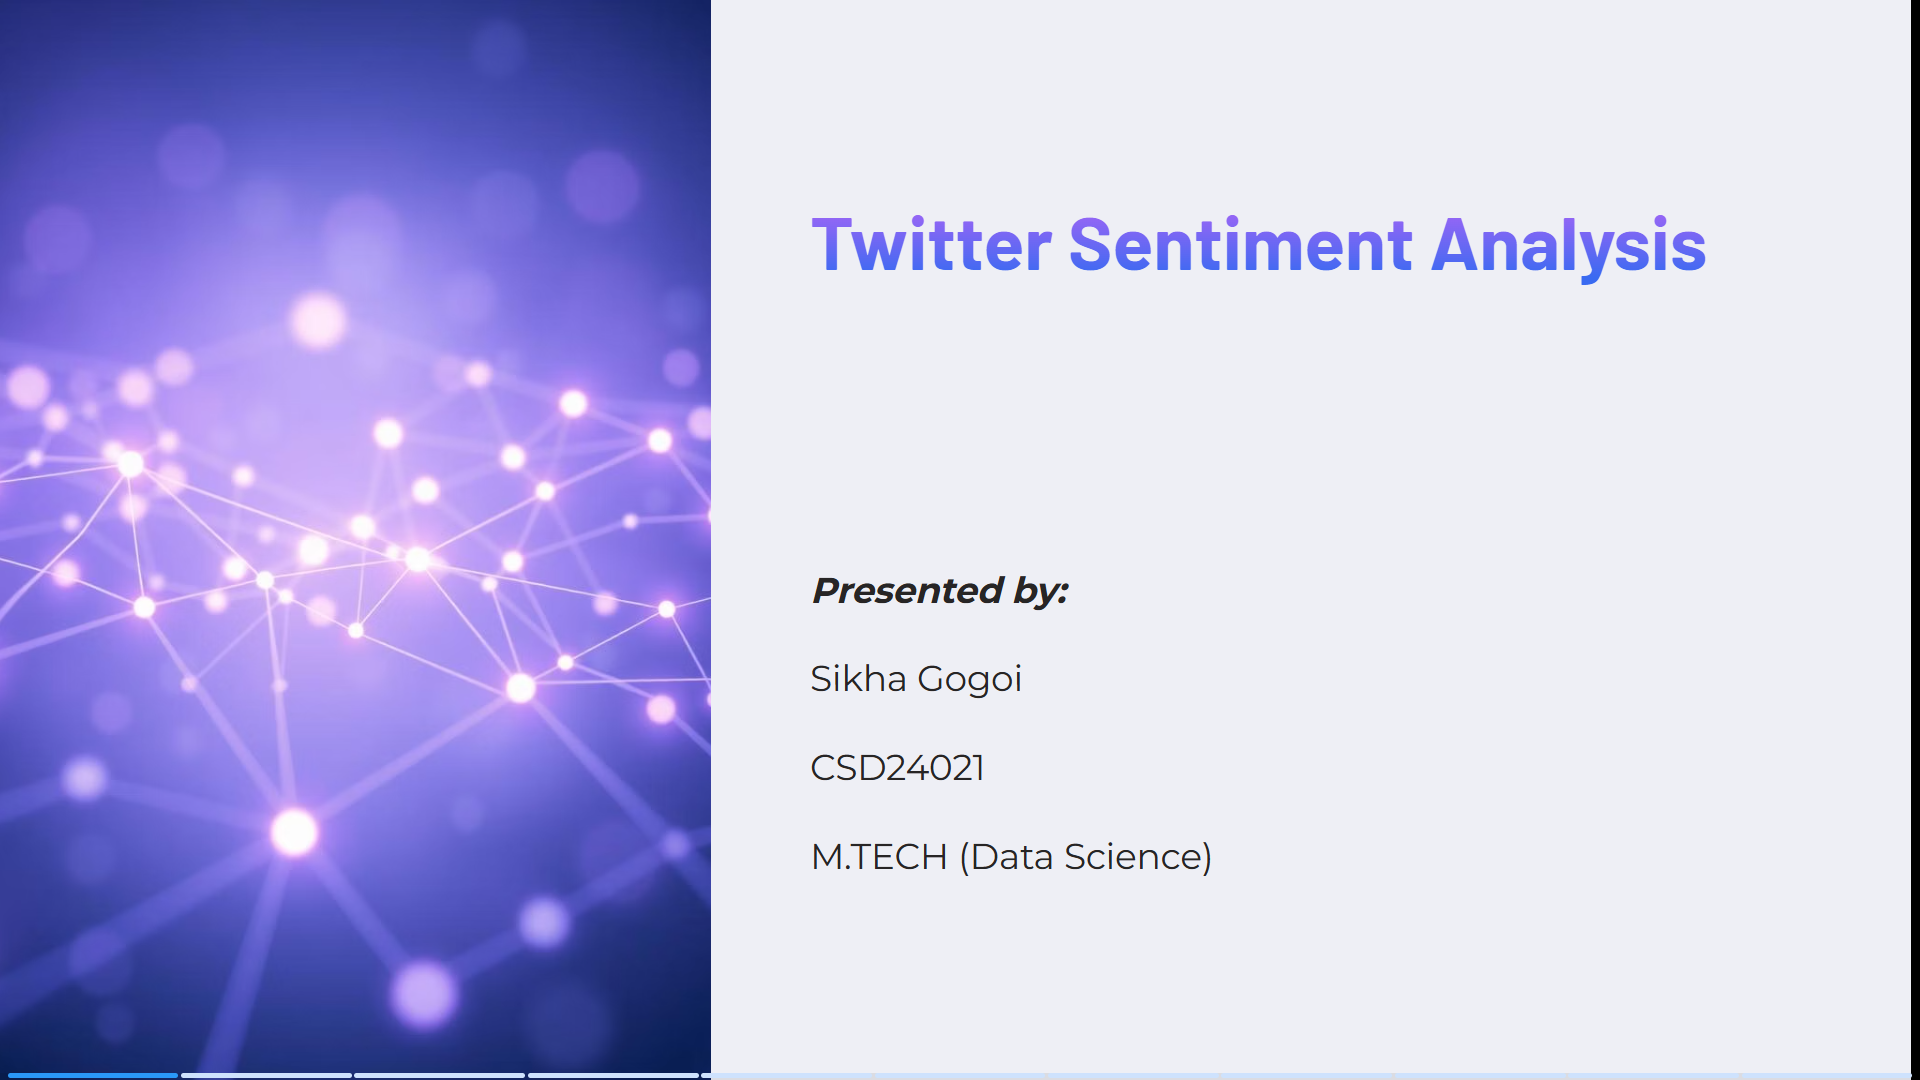 Twitter Sentiment Analysis
Presented by:
Sikha Gogoi
CSD24021
M.TECH (Data Science)